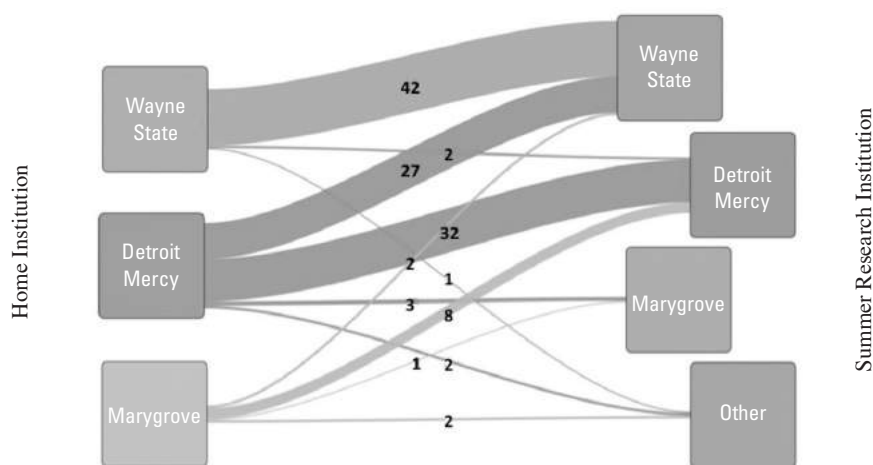 Home Institution
Wayne
State
Detroit
Mercy
Marygrove
42
2
27
32
2
1
3
8
1
2
2
Wayne
State
Detroit
Mercy
Marygrove
Other
Summer Research Institution